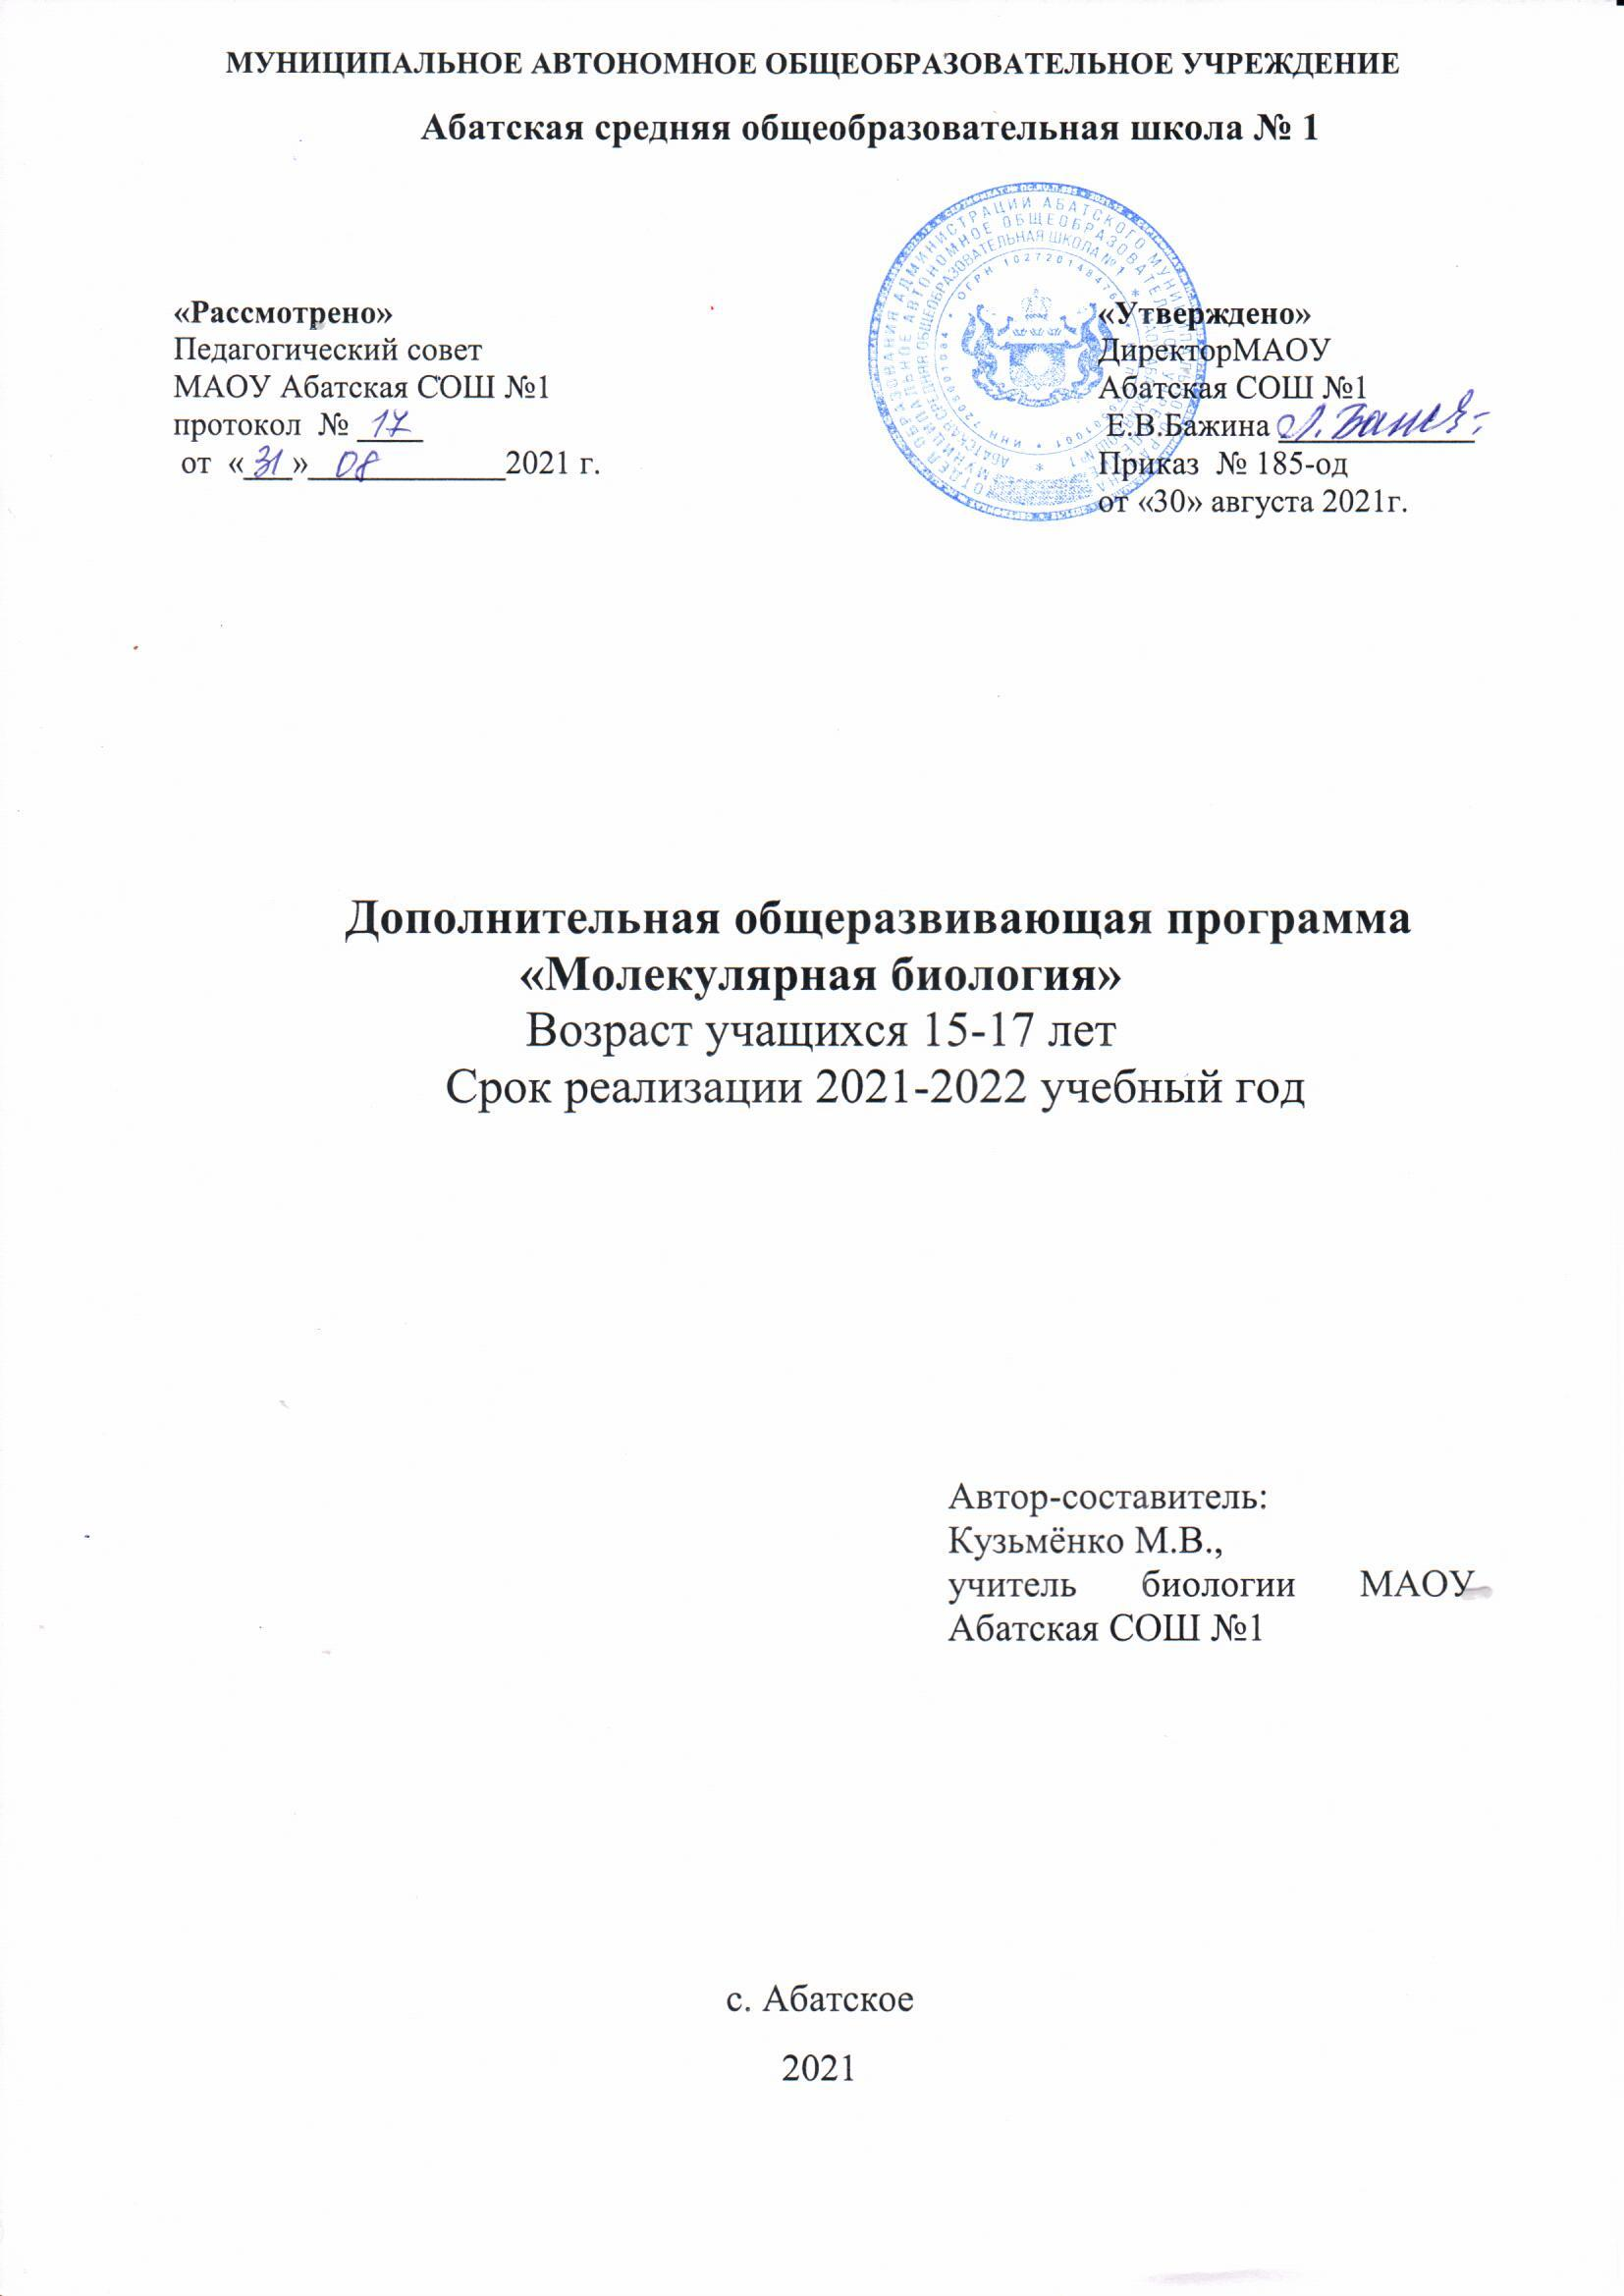 МУНИЦИПАЛЬНОЕ АВТОНОМНОЕ ОБЩЕОБРАЗОВАТЕЛЬНОЕ УЧРЕЖДЕНИЕ
Абатская средняя общеобразовательная школа № 1
«Рассмотрено»
Педагогический совет
МАОУ Абатская СОШ №1
протокол № 17
от «31» 08 2021 г.
«Утверждено»
ДиректорМАОУ
Абатская СОШ №1
Е.В.Бажина
Приказ № 185-од
от «30» августа 2021г.
Дополнительная общеразвивающая программа
«Молекулярная биология»
Возраст учащихся 15-17 лет
Срок реализации 2021-2022 учебный год
Автор-составитель:
Кузьмёнко М.В.,
учитель биологии МАОУ
Абатская СОШ №1
с. Абатское
2021